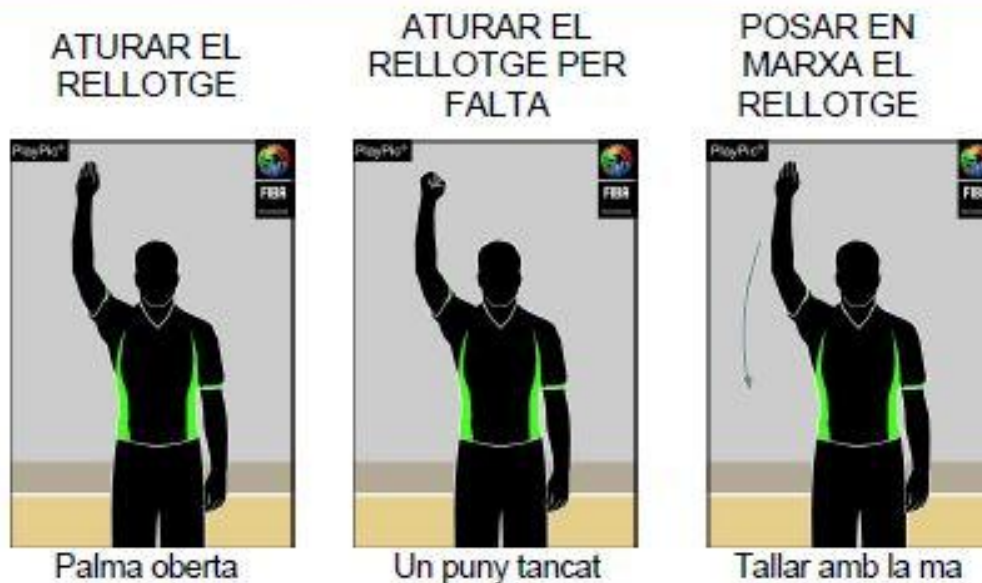 ATURAR EL
RELLOTGE
ATURAR EL
RELLOTGE PER
FALTA
POSAR EN
MARXA EL
RELLOTGE
PlayPic®
FIBA
PlayPic®
FIBA
PlayPic®
FIBA
Palma oberta
Un puny tancat
Tallar amb la ma